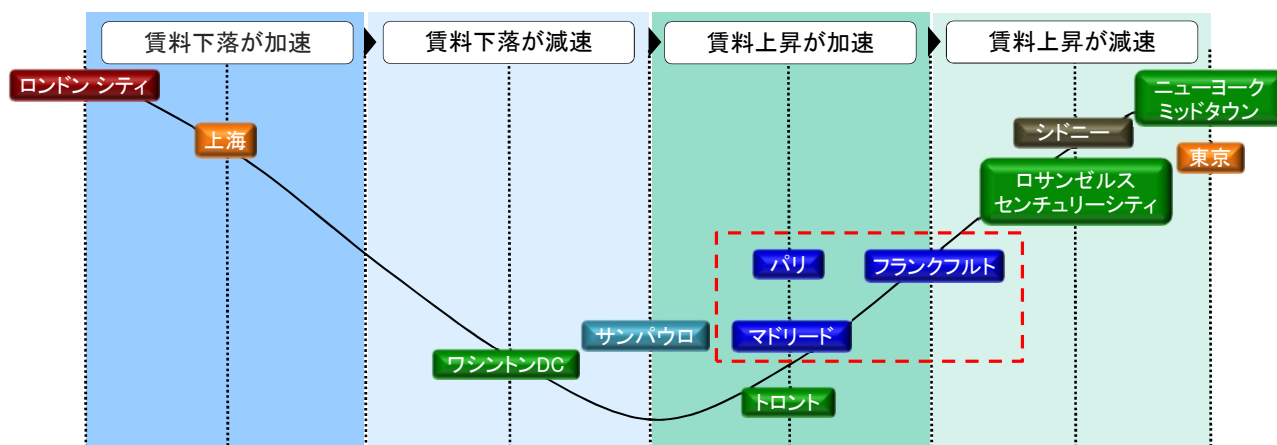 賃料下落が加速
賃料下落が減速
賃料上昇が加速
賃料上昇が減速
ロンドン シティ
上海
ワシントンDC
サンパウロ
パリ
フランクフルト
マドリード
トロント
ニューヨーク
ミッドタウン
シドニー
東京
ロサンゼルス
センチュリーシティ